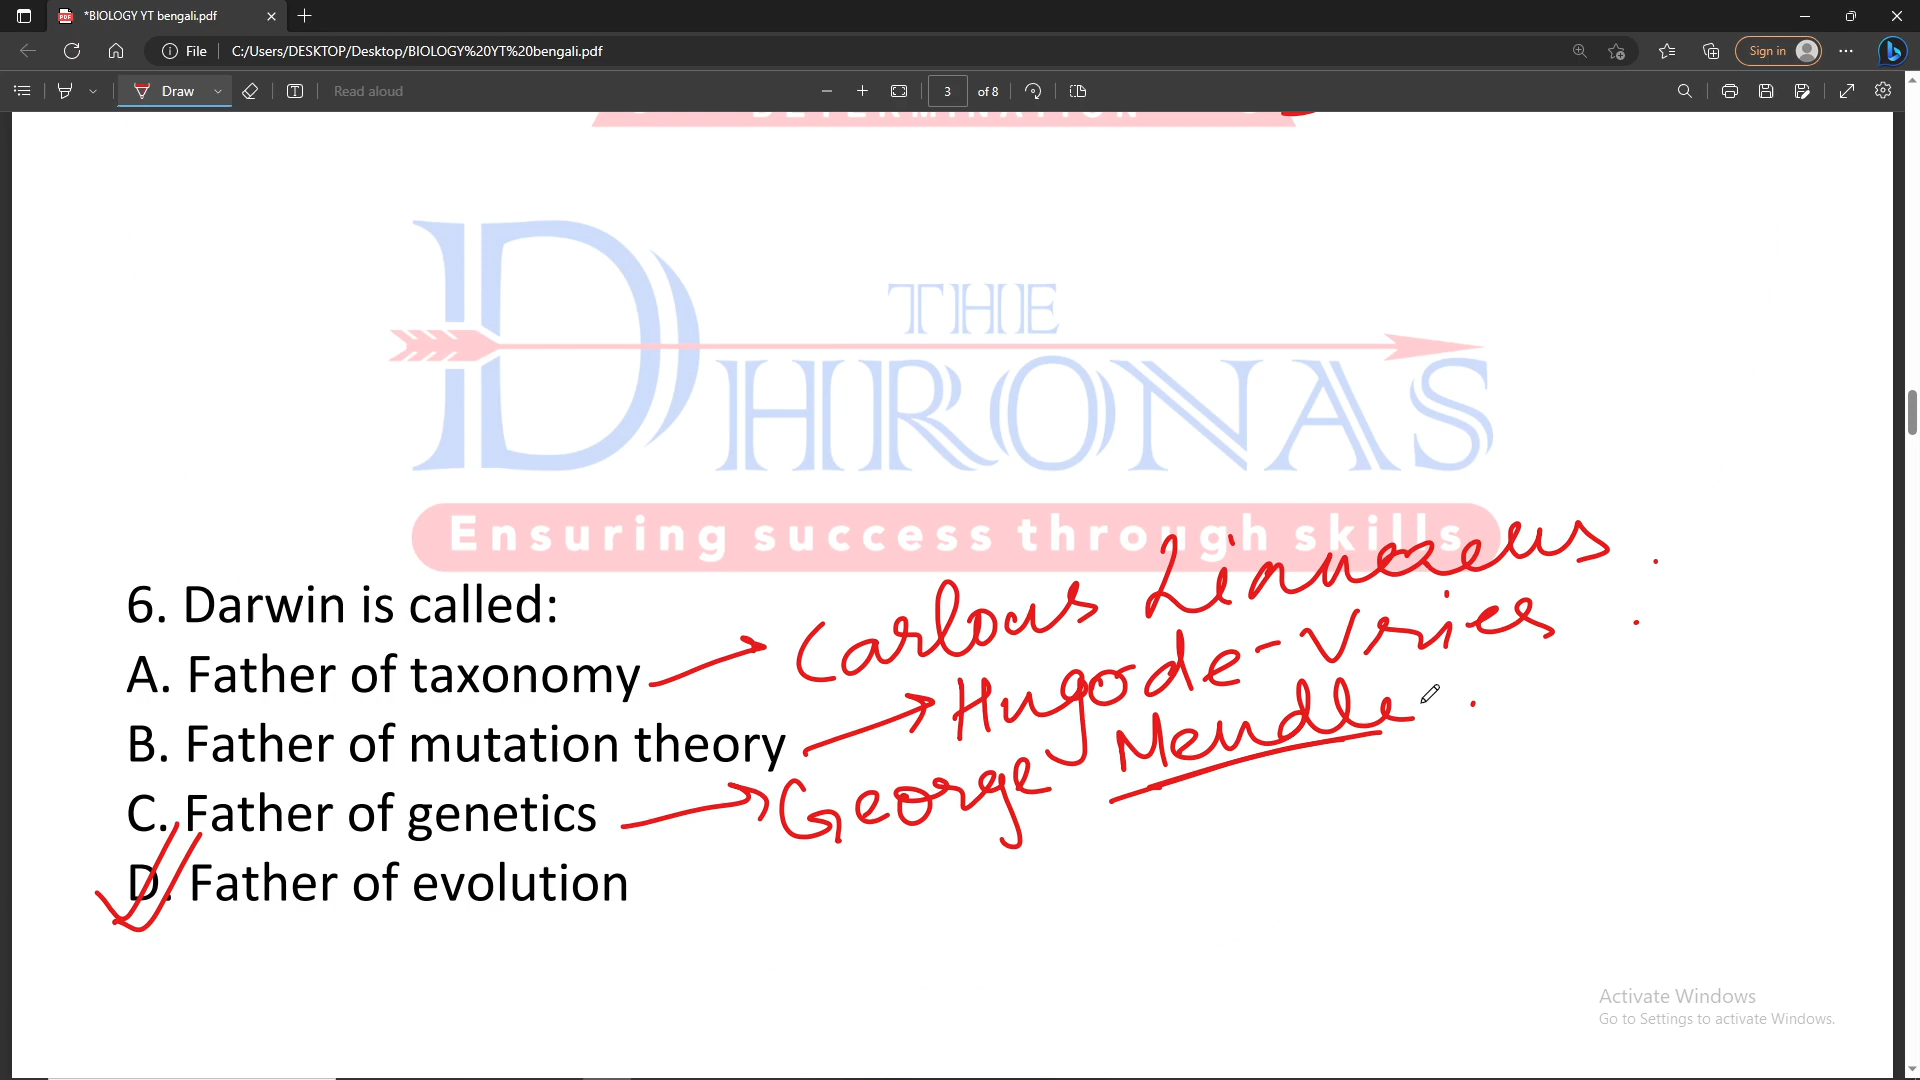 *BIOLOGY YT bengali.pdf
Sign in
File C:/Users/DESKTOP/Desktop/BIOLOGY%20YT%20bengali.pdf
Draw Read aloud 3 of 8
DETERMINATION
THE
DHRONAS
Ensuring success through skills
6. Darwin is called:
A. Father of taxonomy Carlous Linnaeus.
B. Father of mutation theory Hugode-Vries.
C. Father of genetics George Mendle.
D. Father of evolution
Activate Windows
Go to Settings to activate Windows.